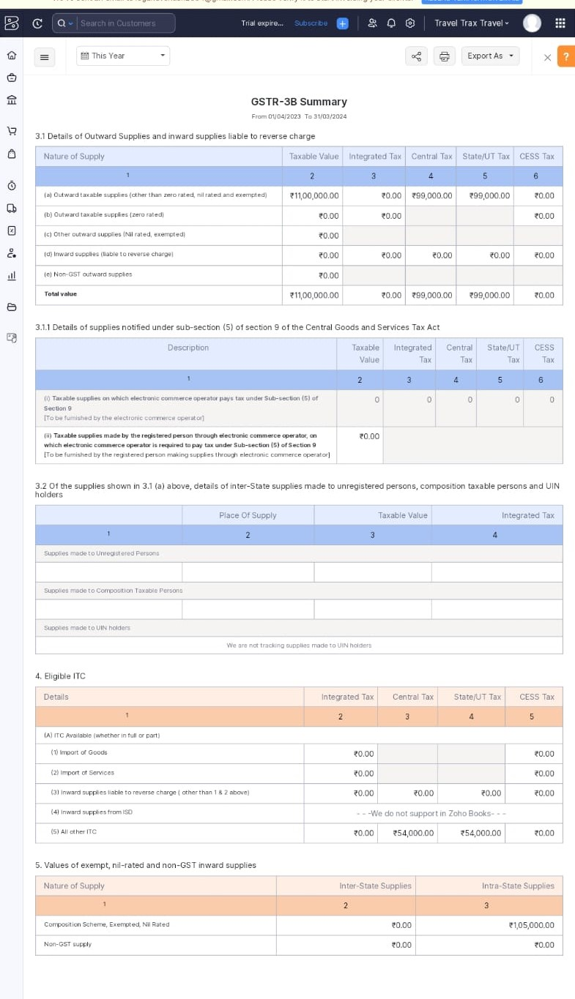 Search in Customers
Trial expire... Subscribe
Travel Trax Travel
This Year
Export As
?
GSTR-3B Summary
From 01/04/2023 To 31/03/2024
3.1 Details of Outward Supplies and inward supplies liable to reverse charge
Nature of Supply Taxable Value Integrated Tax Central Tax State/UT Tax CESS Tax
1 2 3 4 5 6
(a) Outward taxable supplies (other than zero rated, nil rated and exempted) ₹11,00,000.00 ₹0.00 ₹99,000.00 ₹99,000.00 ₹0.00
(b) Outward taxable supplies (zero rated) ₹0.00 ₹0.00 ₹0.00
(c) Other outward supplies (Nil rated, exempted) ₹0.00
(d) Inward supplies (liable to reverse charge) ₹0.00 ₹0.00 ₹0.00 ₹0.00 ₹0.00
(e) Non-GST outward supplies ₹0.00
Total value ₹11,00,000.00 ₹0.00 ₹99,000.00 ₹99,000.00 ₹0.00
3.1.1 Details of supplies notified under sub-section (5) of section 9 of the Central Goods and Services Tax Act
Description Taxable Value Integrated Tax Central Tax State/UT Tax CESS Tax
1 2 3 4 5 6
(i) Taxable supplies on which electronic commerce operator pays tax under Sub-section (5) of 0 0 0 0 0
Section 9
[To be furnished by the electronic commerce operator]
(ii) Taxable supplies made by the registered person through electronic commerce operator, on ₹0.00
which electronic commerce operator is required to pay tax under Sub-section (5) of Section 9
[To be furnished by the registered person making supplies through electronic commerce operator]
3.2 Of the supplies shown in 3.1 (a) above, details of inter-State supplies made to unregistered persons, composition taxable persons and UIN
holders
Place Of Supply Taxable Value Integrated Tax
1 2 3 4
Supplies made to Unregistered Persons
Supplies made to Composition Taxable Persons
Supplies made to UIN holders
We are not tracking supplies made to UIN holders
4. Eligible ITC
Details Integrated Tax Central Tax State/UT Tax CESS Tax
1 2 3 4 5
(A) ITC Available (whether in full or part)
(1) Import of Goods ₹0.00 ₹0.00
(2) Import of Services ₹0.00 ₹0.00
(3) Inward supplies liable to reverse charge ( other than 1 & 2 above) ₹0.00 ₹0.00 ₹0.00 ₹0.00
(4) Inward supplies from ISD - - -We do not support in Zoho Books- - -
(5) All other ITC ₹0.00 ₹54,000.00 ₹54,000.00 ₹0.00
5. Values of exempt, nil-rated and non-GST inward supplies
Nature of Supply Inter-State Supplies Intra-State Supplies
1 2 3
Composition Scheme, Exempted, Nil Rated ₹0.00 ₹1,05,000.00
Non-GST supply ₹0.00 ₹0.00